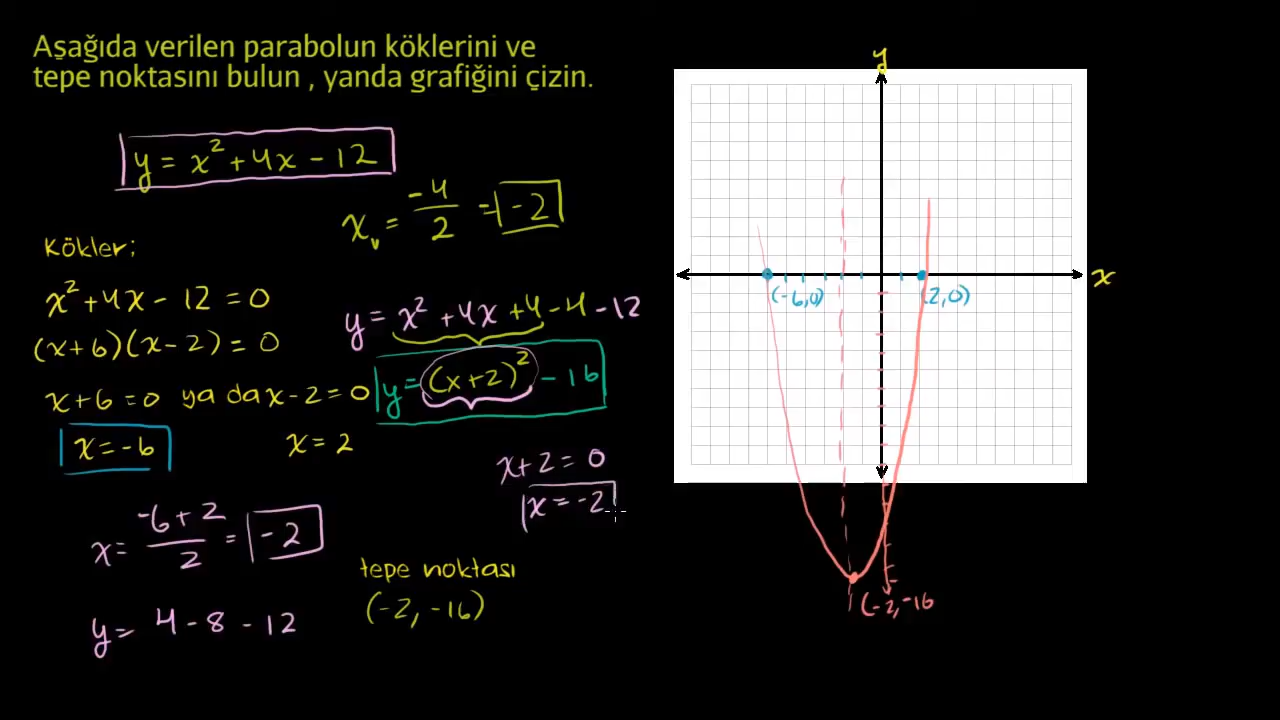 Aşağıda verilen parabolun köklerini ve
tepe noktasını bulun , yanda grafiğini çizin.
y = x² + 4x - 12
x_v = -4/2 = -2
Kökler;
x² + 4x - 12 = 0
(x+6)(x-2) = 0
x+6 = 0 ya da x-2 = 0
x = -6
x = 2
x = (-6+2)/2 = -2
y = 4 - 8 - 12
y = x² + 4x + 4 - 4 - 12
y = (x+2)² - 16
x+2 = 0
x = -2
tepe noktası
(-2, -16)
y
x
(-6,0)
(2,0)
(-2,-16